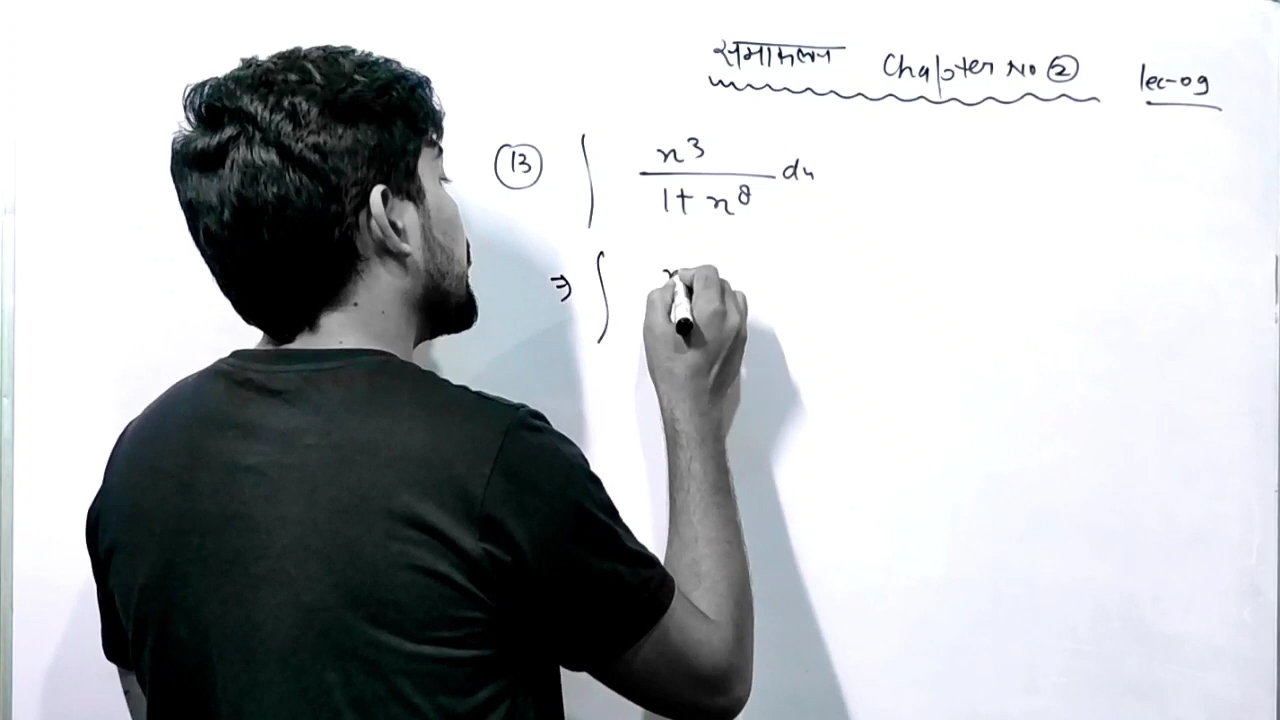 समाकलन Chapter No ② lec-09
⑬ ∫ x³
1+ x⁸ dx
⇒ ∫ x